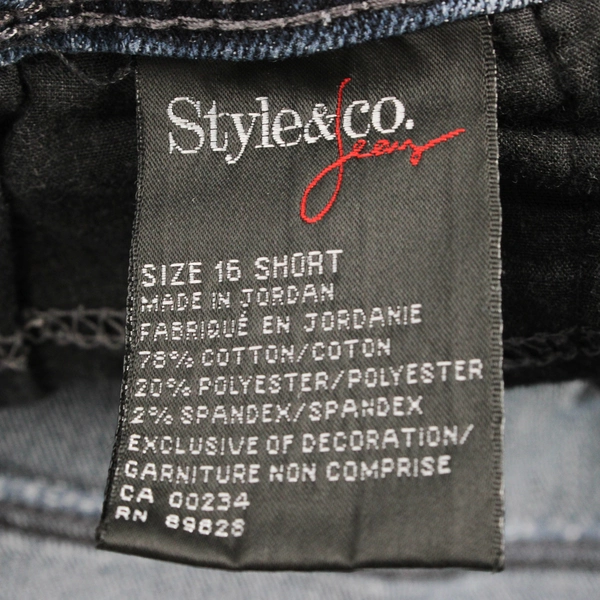 Style&co.
Jeans
SIZE 16 SHORT
MADE IN JORDAN
FABRIQUÉ EN JORDANIE
78% COTTON/COTON
20% POLYESTER/POLYESTER
2% SPANDEX/SPANDEX
EXCLUSIVE OF DECORATION/
GARNITURE NON COMPRISE
CA 00234
RN 89828